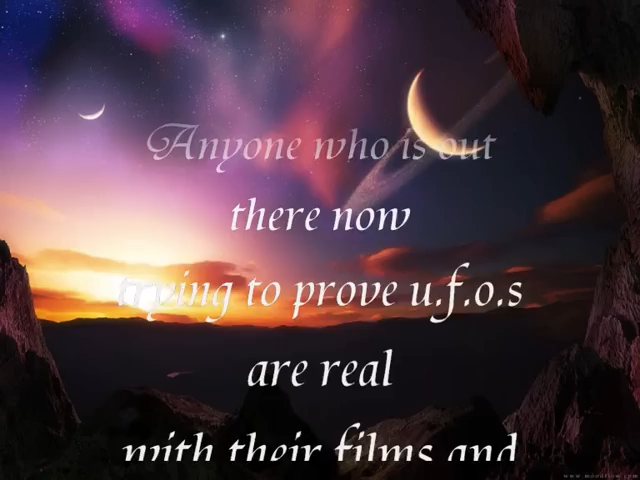 Anyone who is out
there now
trying to prove u.f.o.s
are real
with their films and